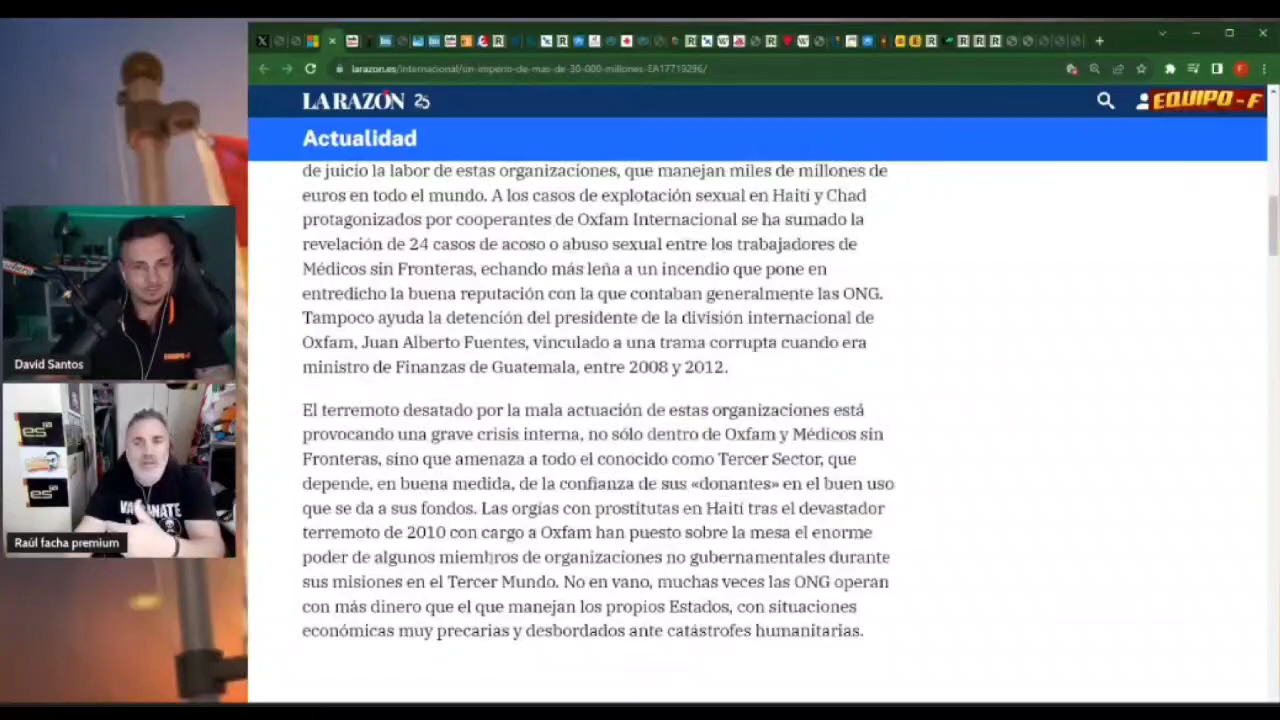 larazon.es/internacional/un-imperio-de-mas-de-30-000-millones-EA17719296/
LA RAZÓN 25
EQUIPO-F
Actualidad
de juicio la labor de estas organizaciones, que manejan miles de millones de
euros en todo el mundo. A los casos de explotación sexual en Haití y Chad
protagonizados por cooperantes de Oxfam Internacional se ha sumado la
revelación de 24 casos de acoso o abuso sexual entre los trabajadores de
Médicos sin Fronteras, echando más leña a un incendio que pone en
entredicho la buena reputación con la que contaban generalmente las ONG.
Tampoco ayuda la detención del presidente de la división internacional de
Oxfam, Juan Alberto Fuentes, vinculado a una trama corrupta cuando era
ministro de Finanzas de Guatemala, entre 2008 y 2012.
El terremoto desatado por la mala actuación de estas organizaciones está
provocando una grave crisis interna, no sólo dentro de Oxfam y Médicos sin
Fronteras, sino que amenaza a todo el conocido como Tercer Sector, que
depende, en buena medida, de la confianza de sus «donantes» en el buen uso
que se da a sus fondos. Las orgías con prostitutas en Haití tras el devastador
terremoto de 2010 con cargo a Oxfam han puesto sobre la mesa el enorme
poder de algunos miembros de organizaciones no gubernamentales durante
sus misiones en el Tercer Mundo. No en vano, muchas veces las ONG operan
con más dinero que el que manejan los propios Estados, con situaciones
económicas muy precarias y desbordados ante catástrofes humanitarias.
EQUIPO-F
David Santos
es
es
Raúl facha premium